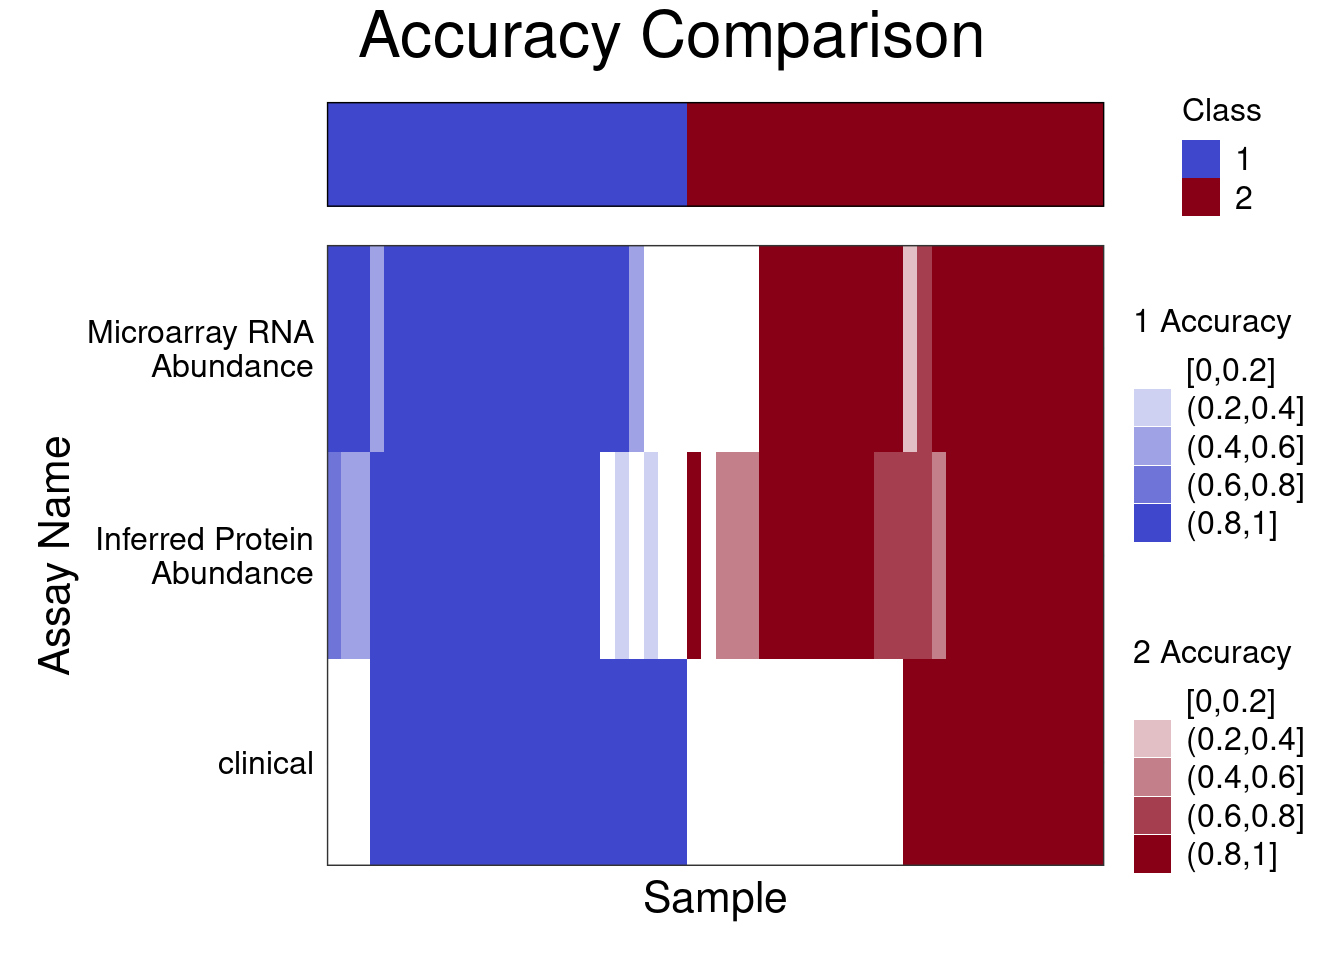 Accuracy Comparison
Class
1
2
Microarray RNA
Abundance
Inferred Protein
Abundance
clinical
Assay Name
Sample
1 Accuracy
[0,0.2]
(0.2,0.4]
(0.4,0.6]
(0.6,0.8]
(0.8,1]
2 Accuracy
[0,0.2]
(0.2,0.4]
(0.4,0.6]
(0.6,0.8]
(0.8,1]